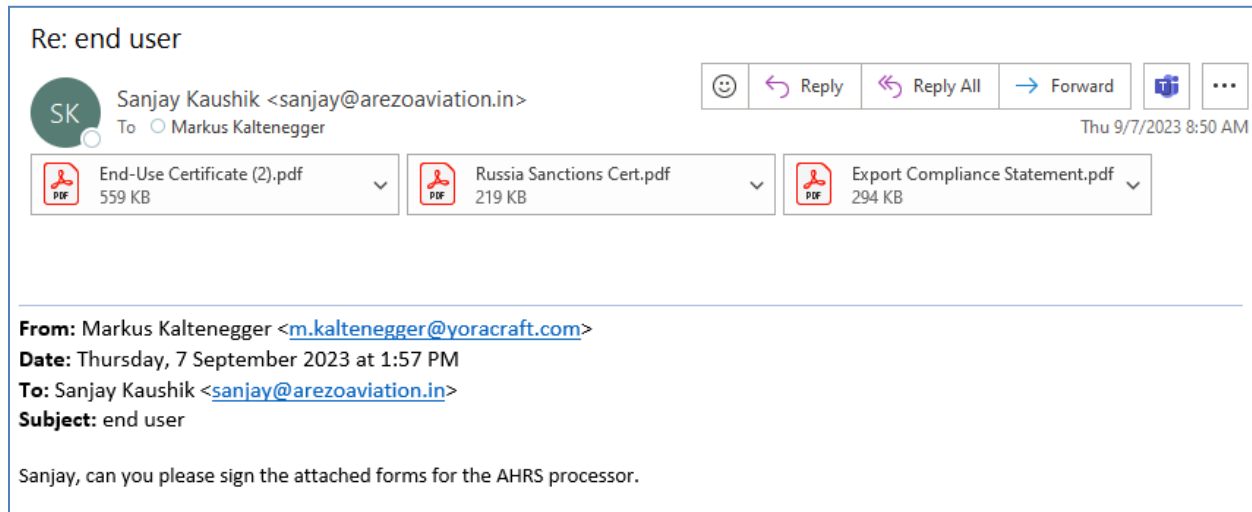 Re: end user
SK
Sanjay Kaushik <sanjay@arezoaviation.in>
Reply
Reply All
Forward
To Markus Kaltenegger
Thu 9/7/2023 8:50 AM
PDF
End-Use Certificate (2).pdf
559 KB
PDF
Russia Sanctions Cert.pdf
219 KB
PDF
Export Compliance Statement.pdf
294 KB
From: Markus Kaltenegger <m.kaltenegger@yoracraft.com>
Date: Thursday, 7 September 2023 at 1:57 PM
To: Sanjay Kaushik <sanjay@arezoaviation.in>
Subject: end user
Sanjay, can you please sign the attached forms for the AHRS processor.